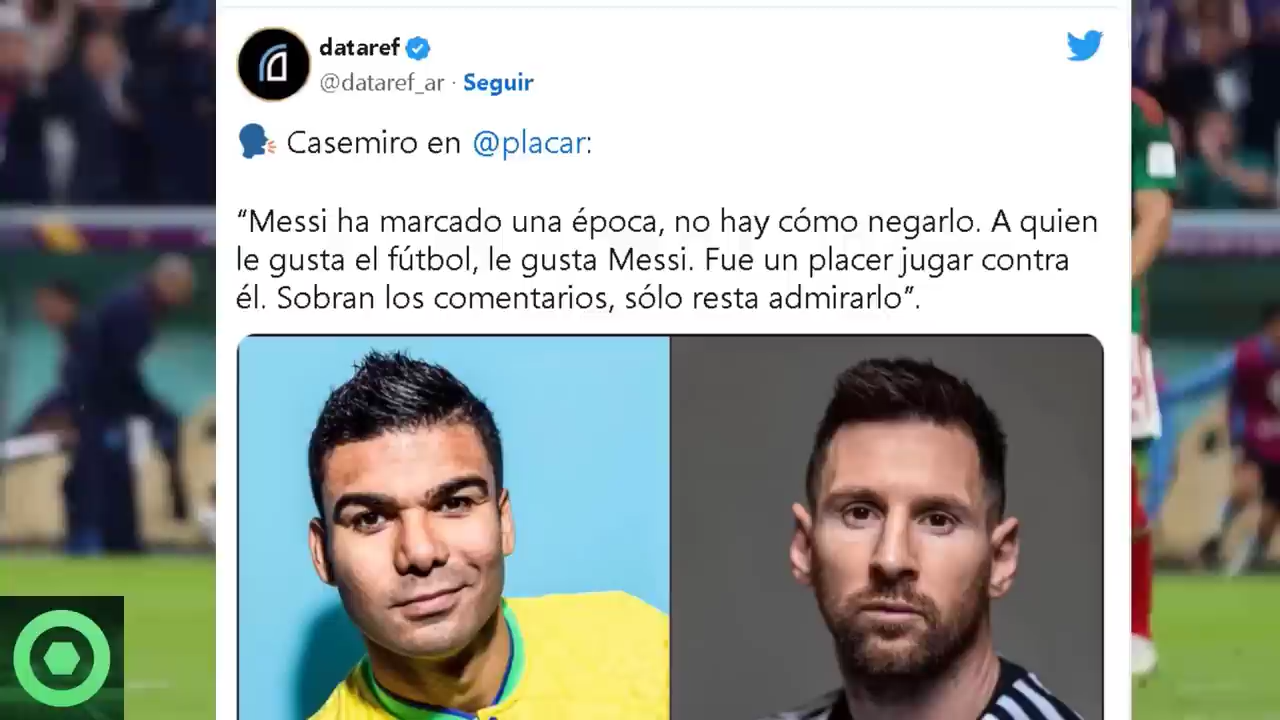 dataref
@dataref_ar · Seguir
Casemiro en @placar:
“Messi ha marcado una época, no hay cómo negarlo. A quien
le gusta el fútbol, le gusta Messi. Fue un placer jugar contra
él. Sobran los comentarios, sólo resta admirarlo”.